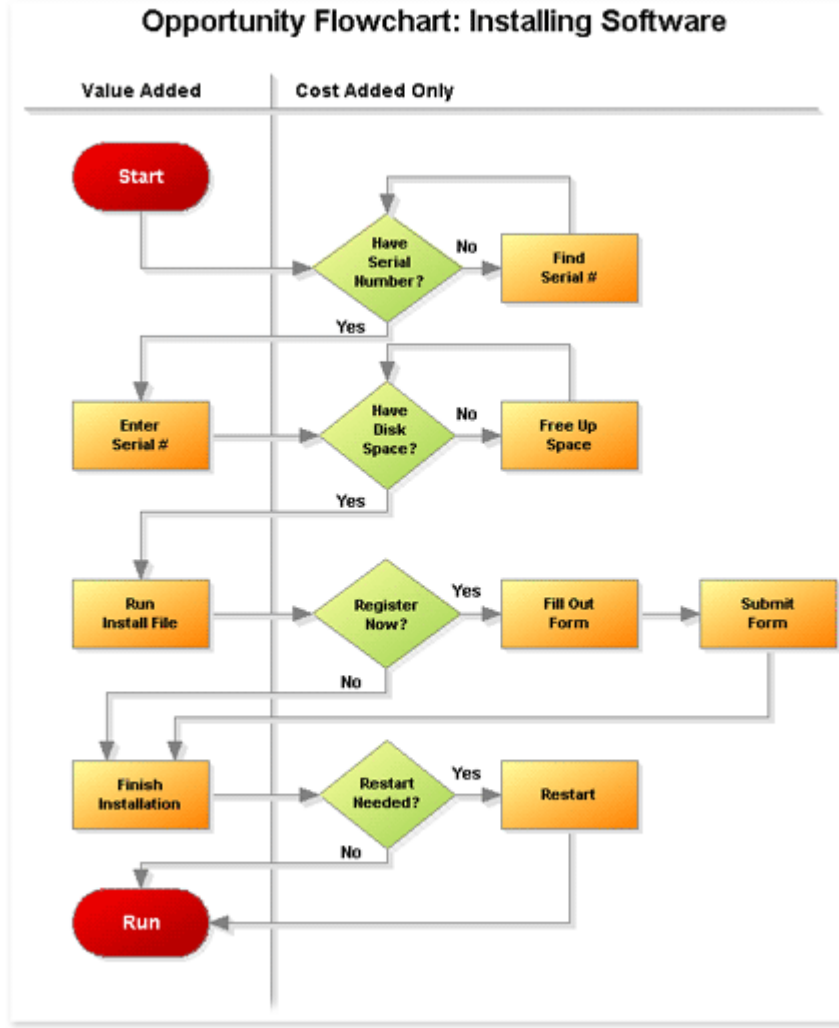 Opportunity Flowchart: Installing Software
Value Added
Cost Added Only
Start
Have
Serial
Number?
No
Find
Serial #
Yes
Enter
Serial #
Have
Disk
Space?
No
Free Up
Space
Yes
Run
Install File
Register
Now?
Yes
Fill Out
Form
Submit
Form
No
Finish
Installation
Restart
Needed?
Yes
Restart
No
Run